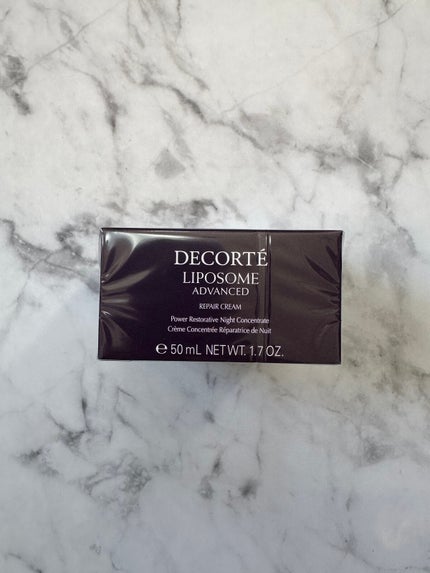 DECORTÉ
LIPOSOME
ADVANCED
REPAIR CREAM
Power Restorative Night Concentrate
Crème Concentrée Réparatrice de Nuit
℮ 50 mL NET WT. 1.7 OZ.